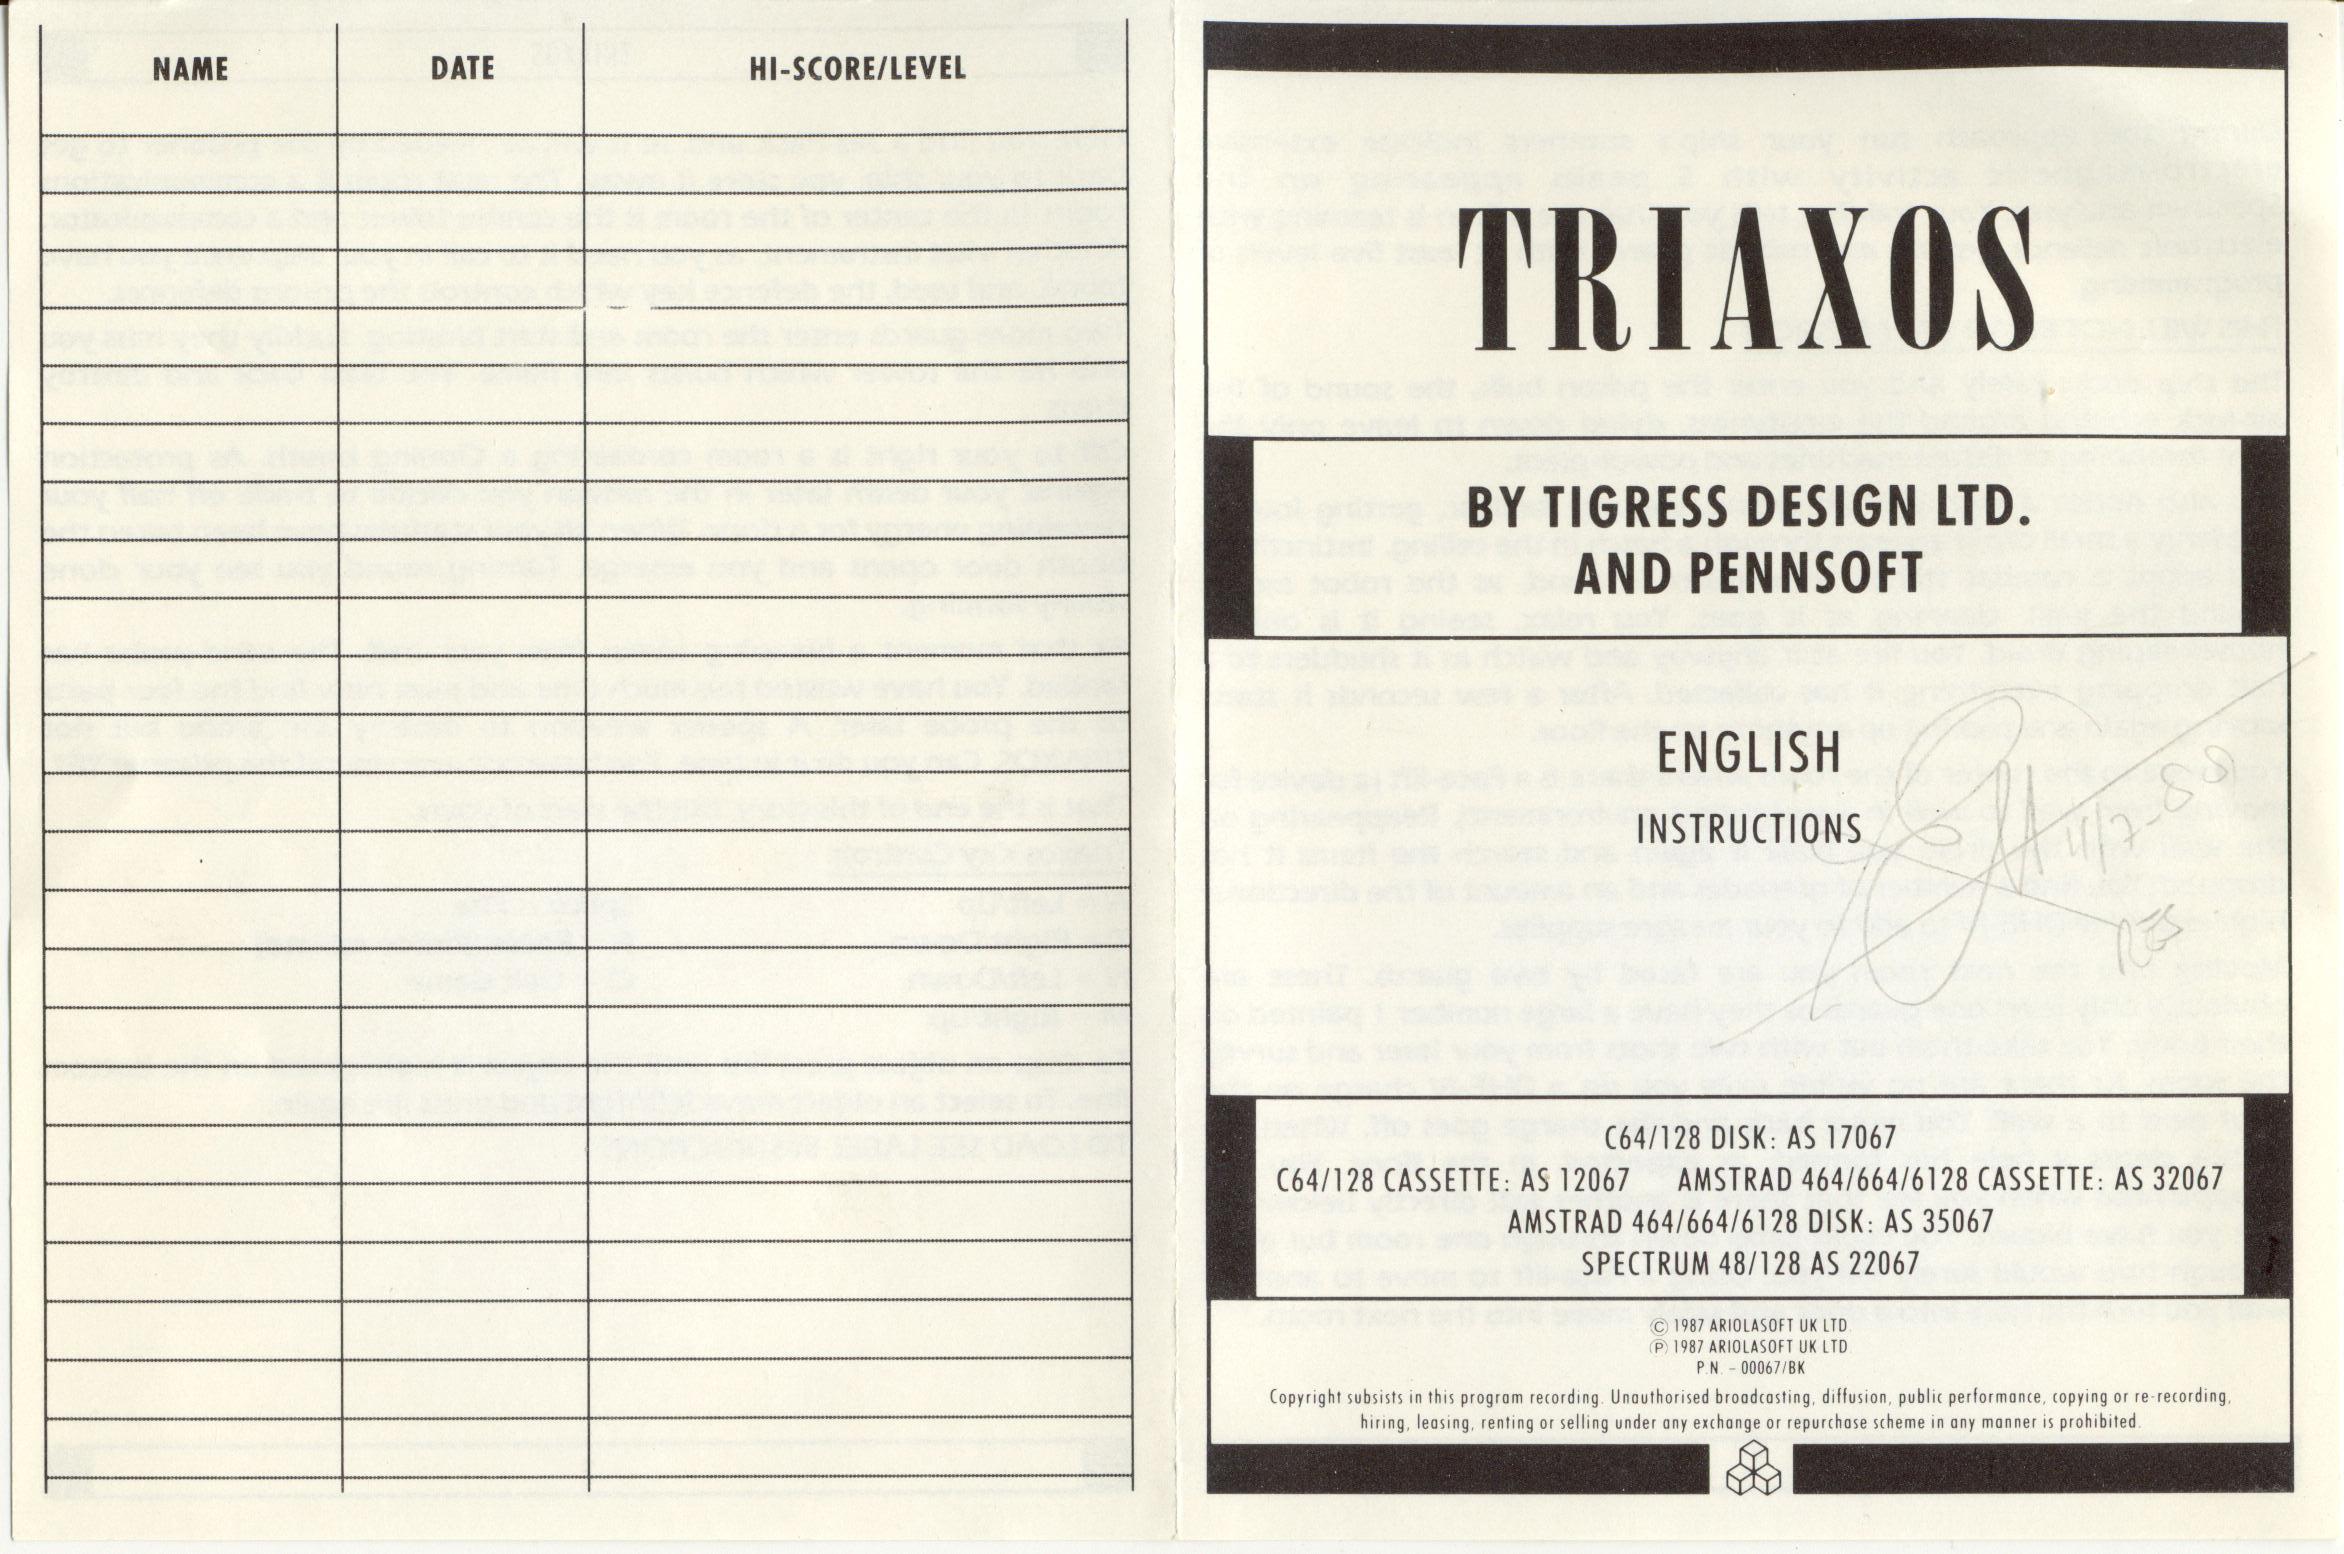 NAME DATE HI-SCORE/LEVEL
TRIAXOS
BY TIGRESS DESIGN LTD.
AND PENNSOFT
ENGLISH
INSTRUCTIONS
C64/128 DISK: AS 17067
C64/128 CASSETTE: AS 12067 AMSTRAD 464/664/6128 CASSETTE: AS 32067
AMSTRAD 464/664/6128 DISK: AS 35067
SPECTRUM 48/128 AS 22067
Ⓒ 1987 ARIOLASOFT UK LTD.
Ⓟ 1987 ARIOLASOFT UK LTD.
P.N. – 00067/BK
Copyright subsists in this program recording. Unauthorised broadcasting, diffusion, public performance, copying or re-recording,
hiring, leasing, renting or selling under any exchange or repurchase scheme in any manner is prohibited.